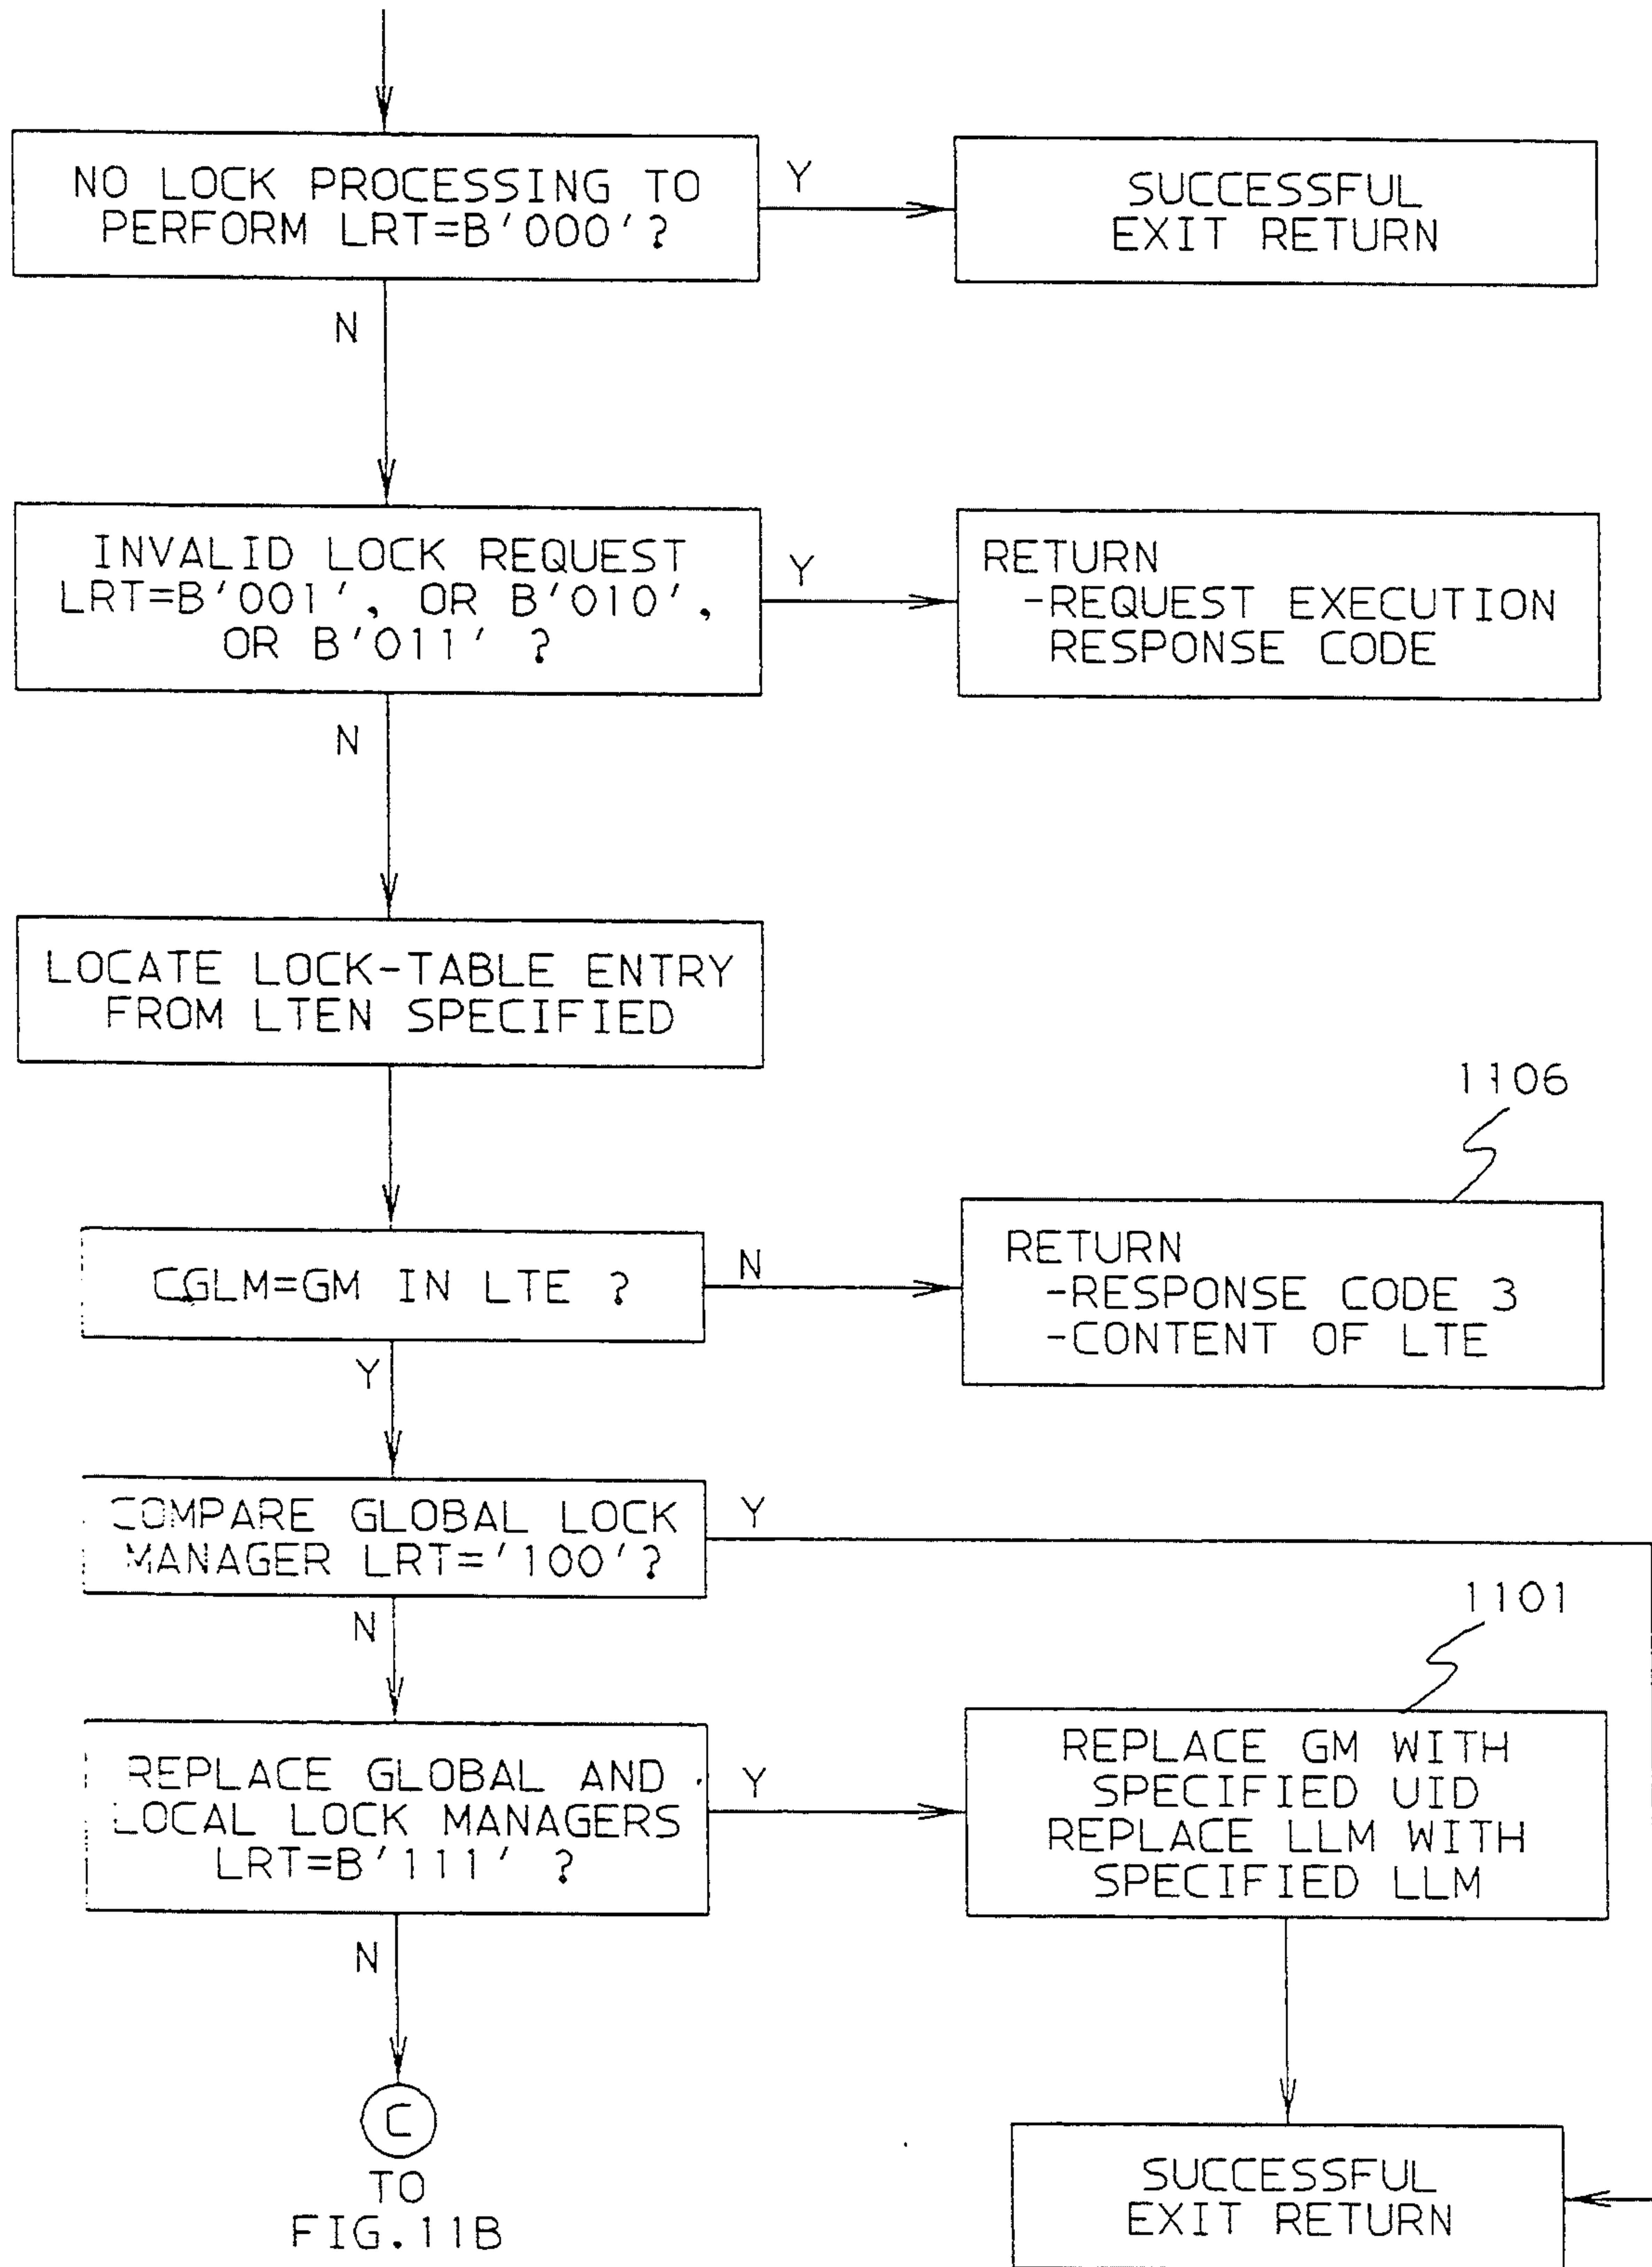 NO LOCK PROCESSING TO
PERFORM LRT=B'000'?
Y
SUCCESSFUL
EXIT RETURN
N
INVALID LOCK REQUEST
LRT=B'001', OR B'010',
OR B'011' ?
Y
RETURN
-REQUEST EXECUTION
RESPONSE CODE
N
LOCATE LOCK-TABLE ENTRY
FROM LTEN SPECIFIED
1106
CGLM=GM IN LTE ?
N
RETURN
-RESPONSE CODE 3
-CONTENT OF LTE
Y
COMPARE GLOBAL LOCK
MANAGER LRT='100'?
Y
N
1101
REPLACE GLOBAL AND
LOCAL LOCK MANAGERS
LRT=B'111' ?
Y
REPLACE GM WITH
SPECIFIED UID
REPLACE LLM WITH
SPECIFIED LLM
N
C
TO
FIG.11B
SUCCESSFUL
EXIT RETURN